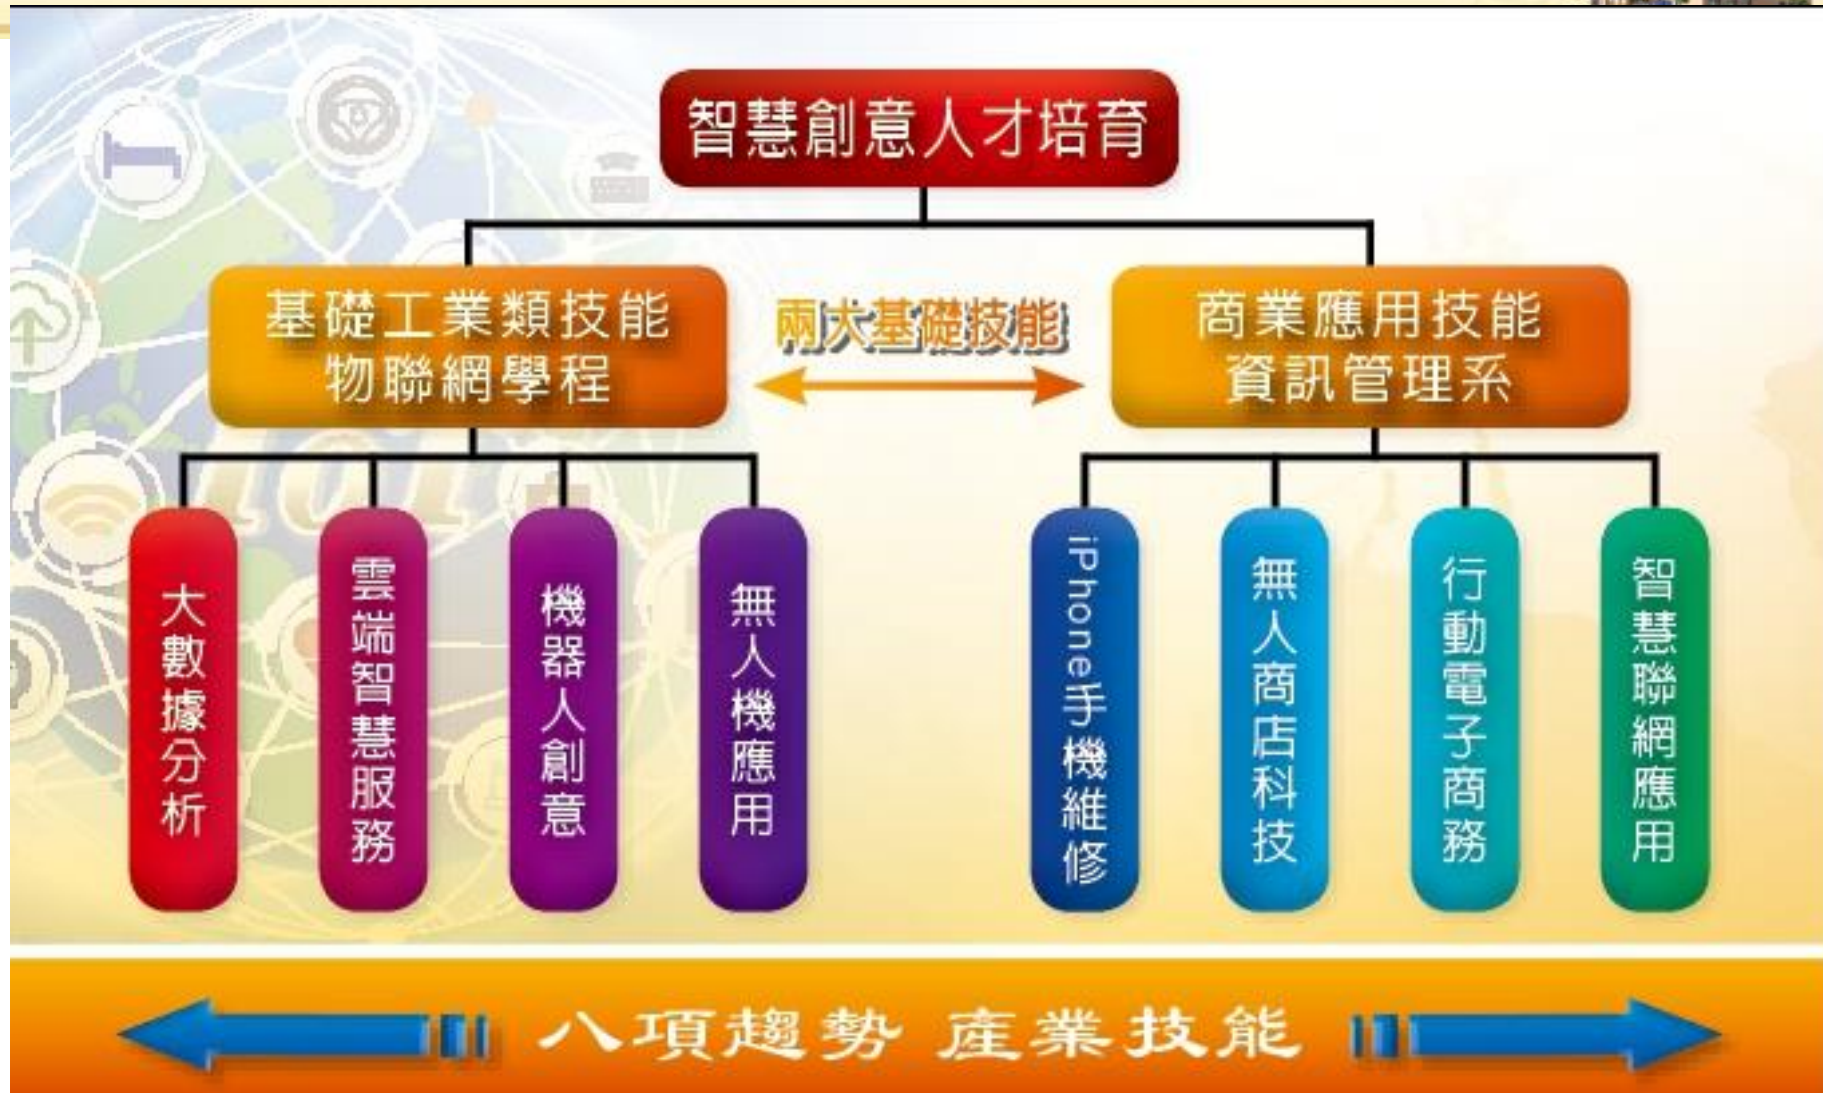 智慧創意人才培育
基礎工業類技能
物聯網學程
兩大基礎技能
商業應用技能
資訊管理系
大數據分析
雲端智慧服務
機器人創意
無人機應用
iPhone手機維修
無人商店科技
行動電子商務
智慧聯網應用
八項趨勢 產業技能